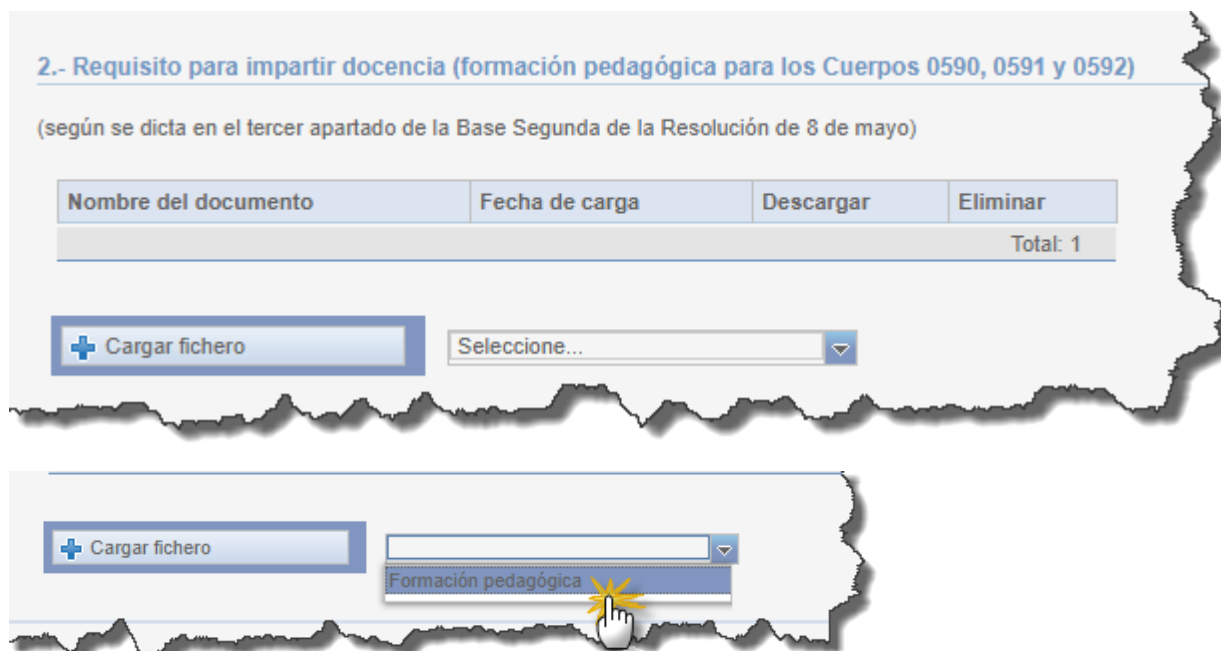 2.- Requisito para impartir docencia (formación pedagógica para los Cuerpos 0590, 0591 y 0592)
(según se dicta en el tercer apartado de la Base Segunda de la Resolución de 8 de mayo)
Nombre del documento Fecha de carga Descargar Eliminar
Total: 1
Cargar fichero Seleccione...
Cargar fichero
Formación pedagógica